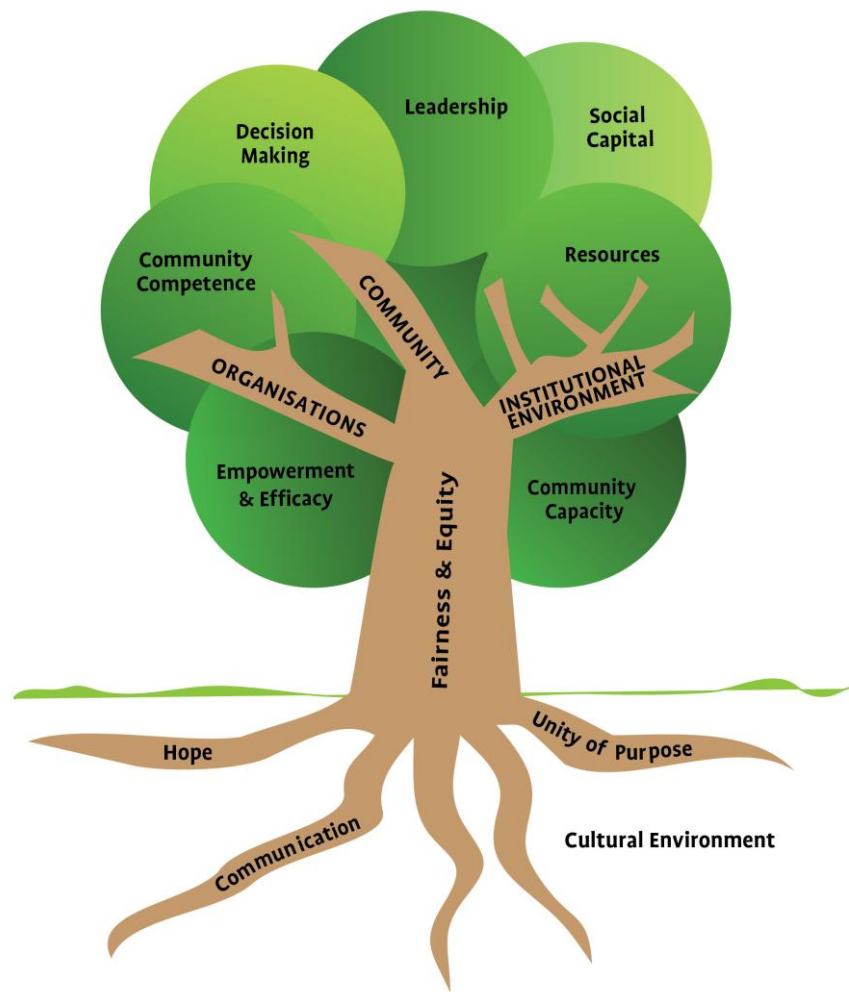 Leadership
Decision
Making
Social
Capital
Community
Competence
Resources
COMMUNITY
ORGANISATIONS
INSTITUTIONAL
ENVIRONMENT
Empowerment
& Efficacy
Community
Capacity
Fairness & Equity
Hope
Unity of Purpose
Communication
Cultural Environment